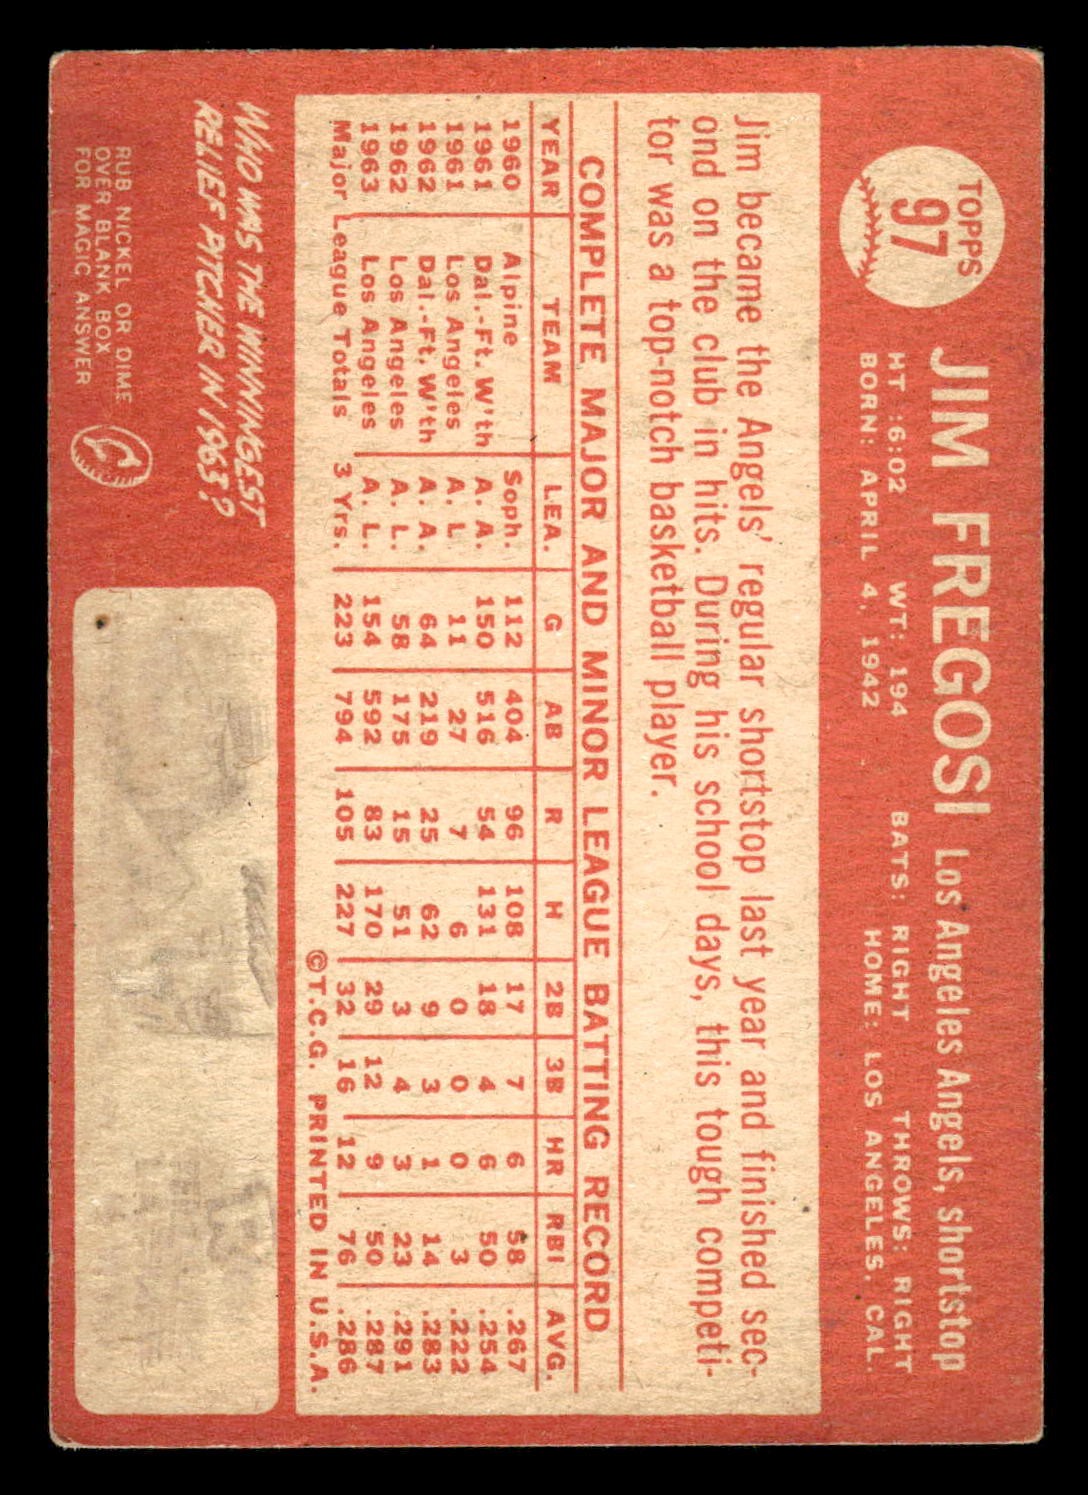 TOPPS
97
JIM FREGOSI Los Angeles Angels, shortstop
HT :6:02 WT: 194 BATS: RIGHT THROWS: RIGHT
BORN: APRIL 4, 1942 HOME: LOS ANGELES, CAL.
Jim became the Angels' regular shortstop last year and finished sec-
ond on the club in hits. During his school days, this tough competi-
tor was a top-notch basketball player.
COMPLETE MAJOR AND MINOR LEAGUE BATTING RECORD
YEAR TEAM LEA. G AB R H 2B 3B HR RBI AVG.
1960 Alpine Soph. 112 404 96 108 17 7 6 58 .267
1961 Dal.-Ft. W'th A. A. 150 516 54 131 18 4 6 50 .254
1961 Los Angeles A. L. 11 27 7 6 0 0 0 3 .222
1962 Dal.-Ft. W'th A. A. 64 219 25 62 9 3 1 14 .283
1962 Los Angeles A. L. 58 175 15 51 3 4 3 23 .291
1963 Los Angeles A. L. 154 592 83 170 29 12 9 50 .287
Major League Totals 3 Yrs. 223 794 105 227 32 16 12 76 .286
©T.C.G. PRINTED IN U.S.A.
WHO WAS THE WINNINGEST
RELIEF PITCHER IN 1963?
RUB NICKEL OR DIME
OVER BLANK BOX
FOR MAGIC ANSWER